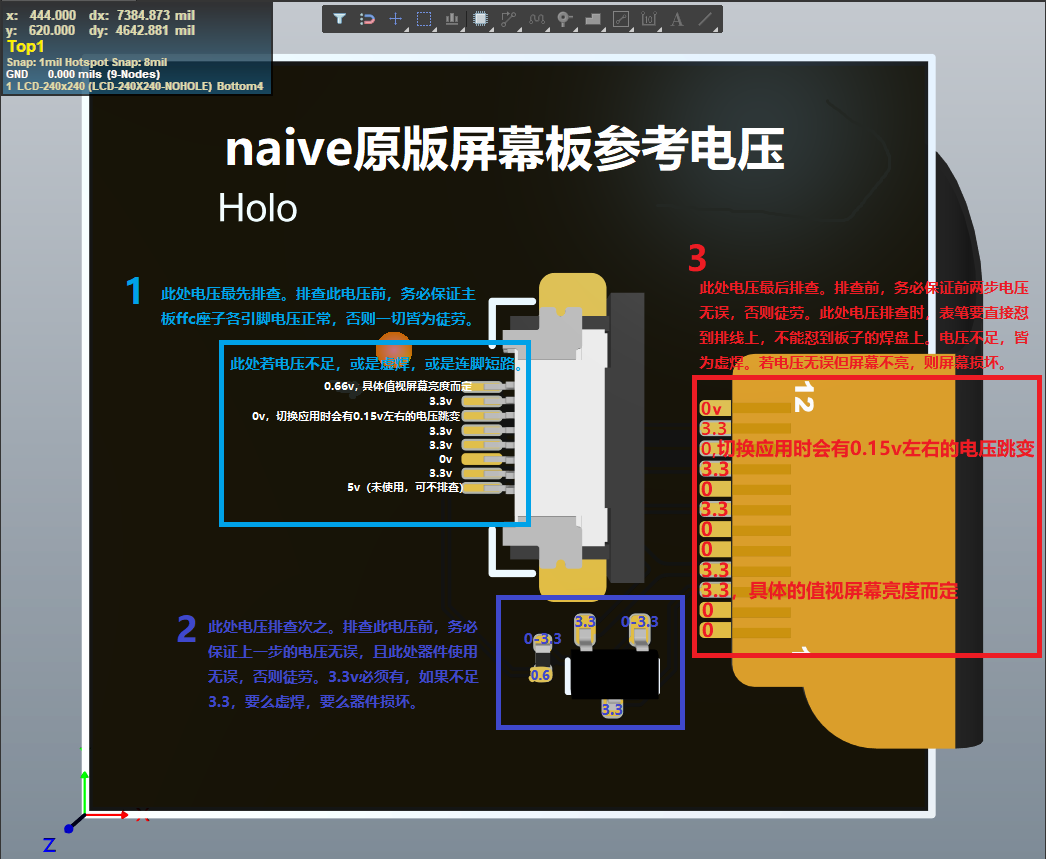 x: 444.000 dx: 7384.873 mil
y: 620.000 dy: 4642.881 mil
Top1
Snap: 1mil Hotspot Snap: 8mil
GND 0.000 mils (9-Nodes)
1 LCD-240x240 (LCD-240X240-NOHOLE) Bottom4
naive原版屏幕板参考电压
Holo
1
此处电压最先排查。排查此电压前，务必保证主
板ffc座子各引脚电压正常，否则一切皆为徒劳。
此处若电压不足，或是虚焊，或是连脚短路。
0.66v, 具体值视屏幕亮度而定
3.3v
0v，切换应用时会有0.15v左右的电压跳变
3.3v
3.3v
0v
3.3v
5v（未使用，可不排查）
2
此处电压排查次之。排查此电压前，务必
保证上一步的电压无误，且此处器件使用
无误，否则徒劳。3.3v必须有，如果不足
3.3，要么虚焊，要么器件损坏。
0-3.3
3.3
0-3.3
0.6
3.3
3
此处电压最后排查。排查前，务必保证前两步电压
无误，否则徒劳。此处电压排查时，表笔要直接怼
到排线上，不能怼到板子的焊盘上。电压不足，皆
为虚焊。若电压无误但屏幕不亮，则屏幕损坏。
12
0v
3.3
0,切换应用时会有0.15v左右的电压跳变
3.3
0
3.3
0
0
3.3
3.3，具体的值视屏幕亮度而定
0
0
1
X
Z